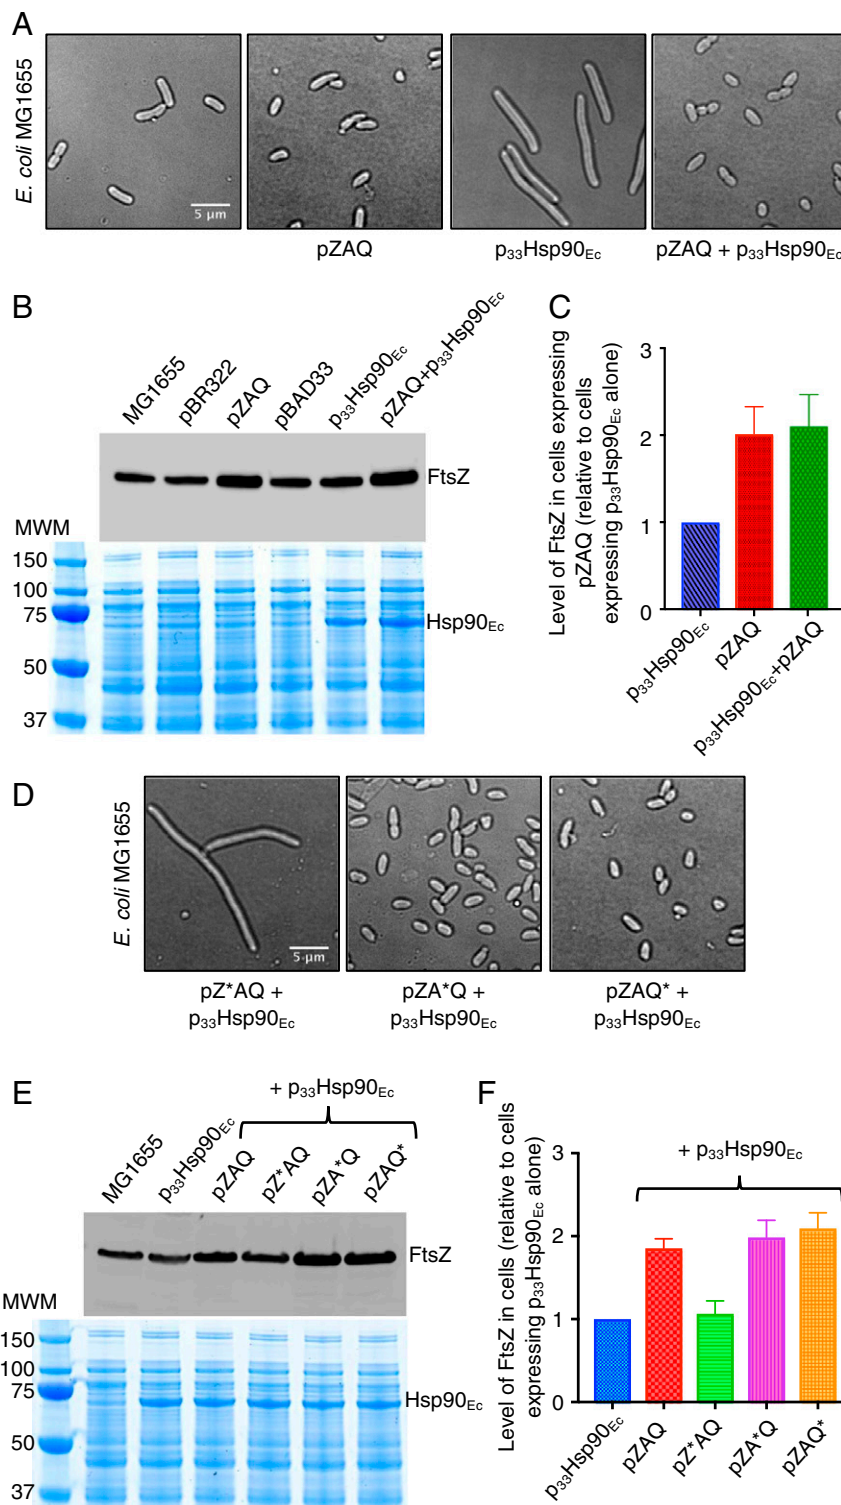 A
E. coli MG1655
5 µm
pZAQ
p₃₃Hsp90Ec
pZAQ + p₃₃Hsp90Ec
B
MG1655
pBR322
pZAQ
pBAD33
p₃₃Hsp90Ec
pZAQ+p₃₃Hsp90Ec
FtsZ
MWM
150
100
75
50
37
Hsp90Ec
C
Level of FtsZ in cells expressing
pZAQ (relative to cells
expressing p₃₃Hsp90Ec alone)
3
2
1
0
p₃₃Hsp90Ec
pZAQ
p₃₃Hsp90Ec+pZAQ
D
E. coli MG1655
5 µm
pZ*AQ +
p₃₃Hsp90Ec
pZA*Q +
p₃₃Hsp90Ec
pZAQ* +
p₃₃Hsp90Ec
E
+ p₃₃Hsp90Ec
MG1655
p₃₃Hsp90Ec
pZAQ
pZ*AQ
pZA*Q
pZAQ*
FtsZ
MWM
150
100
75
50
37
Hsp90Ec
F
Level of FtsZ in cells (relative to cells
expressing p₃₃Hsp90Ec alone)
+ p₃₃Hsp90Ec
3
2
1
0
p₃₃Hsp90Ec
pZAQ
pZ*AQ
pZA*Q
pZAQ*